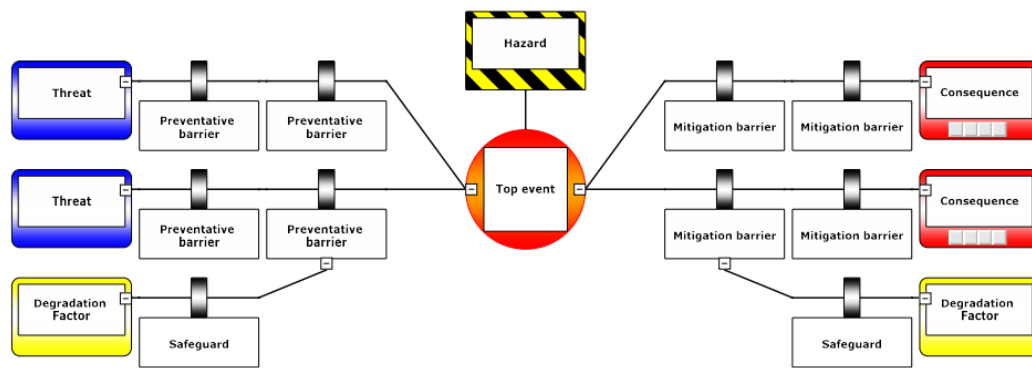 Hazard
Threat
Preventative
barrier
Preventative
barrier
Mitigation barrier
Mitigation barrier
Consequence
Top event
Threat
Preventative
barrier
Preventative
barrier
Mitigation barrier
Mitigation barrier
Consequence
Degradation
Factor
Safeguard
Safeguard
Degradation
Factor